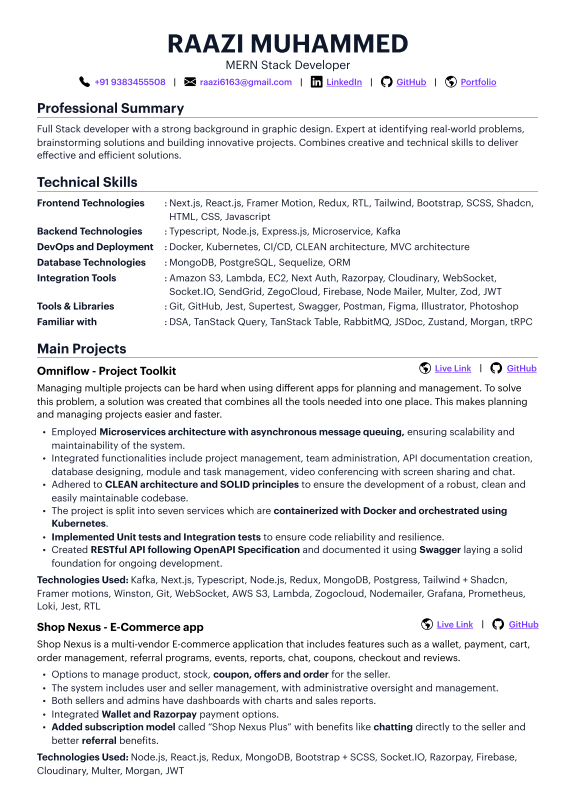 RAAZI MUHAMMED
MERN Stack Developer
+91 9383455508 | raazi6163@gmail.com | LinkedIn | GitHub | Portfolio
Professional Summary
Full Stack developer with a strong background in graphic design. Expert at identifying real-world problems,
brainstorming solutions and building innovative projects. Combines creative and technical skills to deliver
effective and efficient solutions.
Technical Skills
Frontend Technologies : Next.js, React.js, Framer Motion, Redux, RTL, Tailwind, Bootstrap, SCSS, Shadcn,
HTML, CSS, Javascript
Backend Technologies : Typescript, Node.js, Express.js, Microservice, Kafka
DevOps and Deployment : Docker, Kubernetes, CI/CD, CLEAN architecture, MVC architecture
Database Technologies : MongoDB, PostgreSQL, Sequelize, ORM
Integration Tools : Amazon S3, Lambda, EC2, Next Auth, Razorpay, Cloudinary, WebSocket,
Socket.IO, SendGrid, ZegoCloud, Firebase, Node Mailer, Multer, Zod, JWT
Tools & Libraries : Git, GitHub, Jest, Supertest, Swagger, Postman, Figma, Illustrator, Photoshop
Familiar with : DSA, TanStack Query, TanStack Table, RabbitMQ, JSDoc, Zustand, Morgan, tRPC
Main Projects
Omniflow - Project Toolkit Live Link | GitHub
Managing multiple projects can be hard when using different apps for planning and management. To solve
this problem, a solution was created that combines all the tools needed into one place. This makes planning
and managing projects easier and faster.
• Employed Microservices architecture with asynchronous message queuing, ensuring scalability and
maintainability of the system.
• Integrated functionalities include project management, team administration, API documentation creation,
database designing, module and task management, video conferencing with screen sharing and chat.
• Adhered to CLEAN architecture and SOLID principles to ensure the development of a robust, clean and
easily maintainable codebase.
• The project is split into seven services which are containerized with Docker and orchestrated using
Kubernetes.
• Implemented Unit tests and Integration tests to ensure code reliability and resilience.
• Created RESTful API following OpenAPI Specification and documented it using Swagger laying a solid
foundation for ongoing development.
Technologies Used: Kafka, Next.js, Typescript, Node.js, Redux, MongoDB, Postgress, Tailwind + Shadcn,
Framer motions, Winston, Git, WebSocket, AWS S3, Lambda, Zogocloud, Nodemailer, Grafana, Prometheus,
Loki, Jest, RTL
Shop Nexus - E-Commerce app Live Link | GitHub
Shop Nexus is a multi-vendor E-commerce application that includes features such as a wallet, payment, cart,
order management, referral programs, events, reports, chat, coupons, checkout and reviews.
• Options to manage product, stock, coupon, offers and order for the seller.
• The system includes user and seller management, with administrative oversight and management.
• Both sellers and admins have dashboards with charts and sales reports.
• Integrated Wallet and Razorpay payment options.
• Added subscription model called “Shop Nexus Plus” with benefits like chatting directly to the seller and
better referral benefits.
Technologies Used: Node.js, React.js, Redux, MongoDB, Bootstrap + SCSS, Socket.IO, Razorpay, Firebase,
Cloudinary, Multer, Morgan, JWT